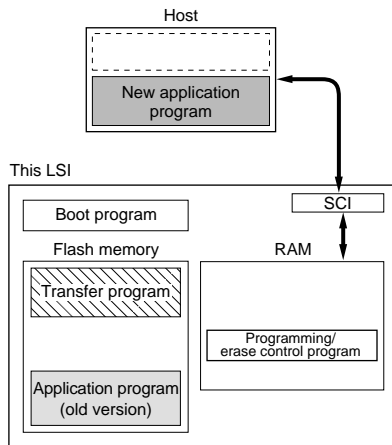 Host
New application
program
This LSI
SCI
Boot program
Flash memory
RAM
Transfer program
Programming/
erase control program
Application program
(old version)